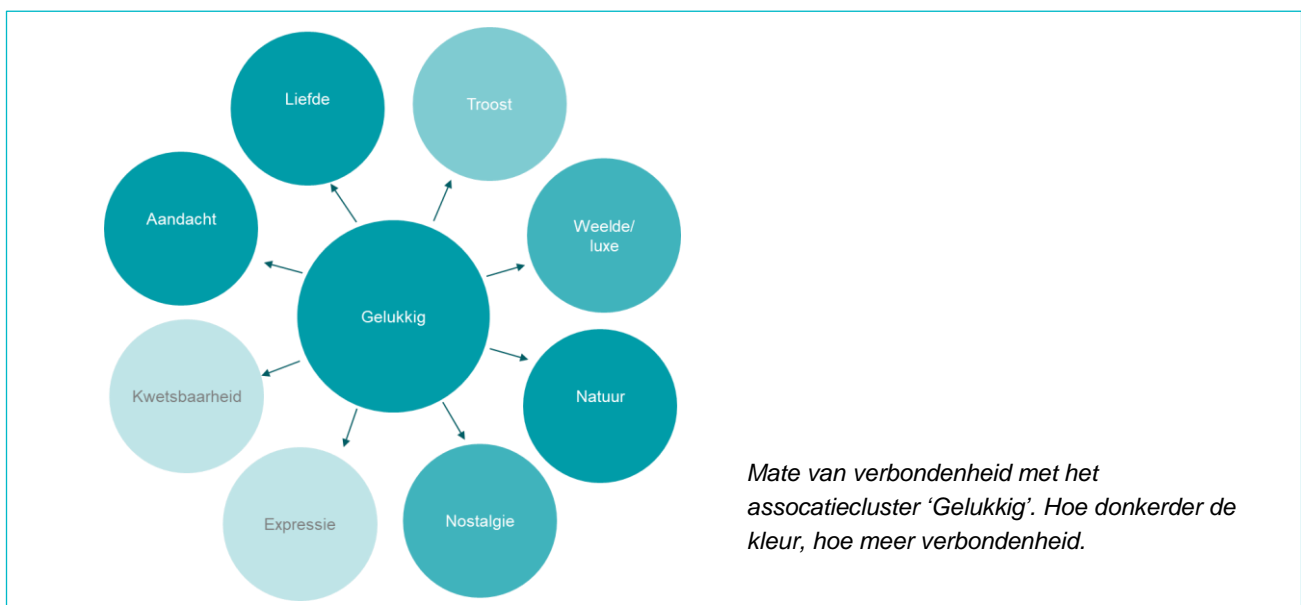 Liefde
Troost
Aandacht
Weelde/
luxe
Gelukkig
Kwetsbaarheid
Natuur
Expressie
Nostalgie
Mate van verbondenheid met het
assocatiecluster ‘Gelukkig’. Hoe donkerder de
kleur, hoe meer verbondenheid.